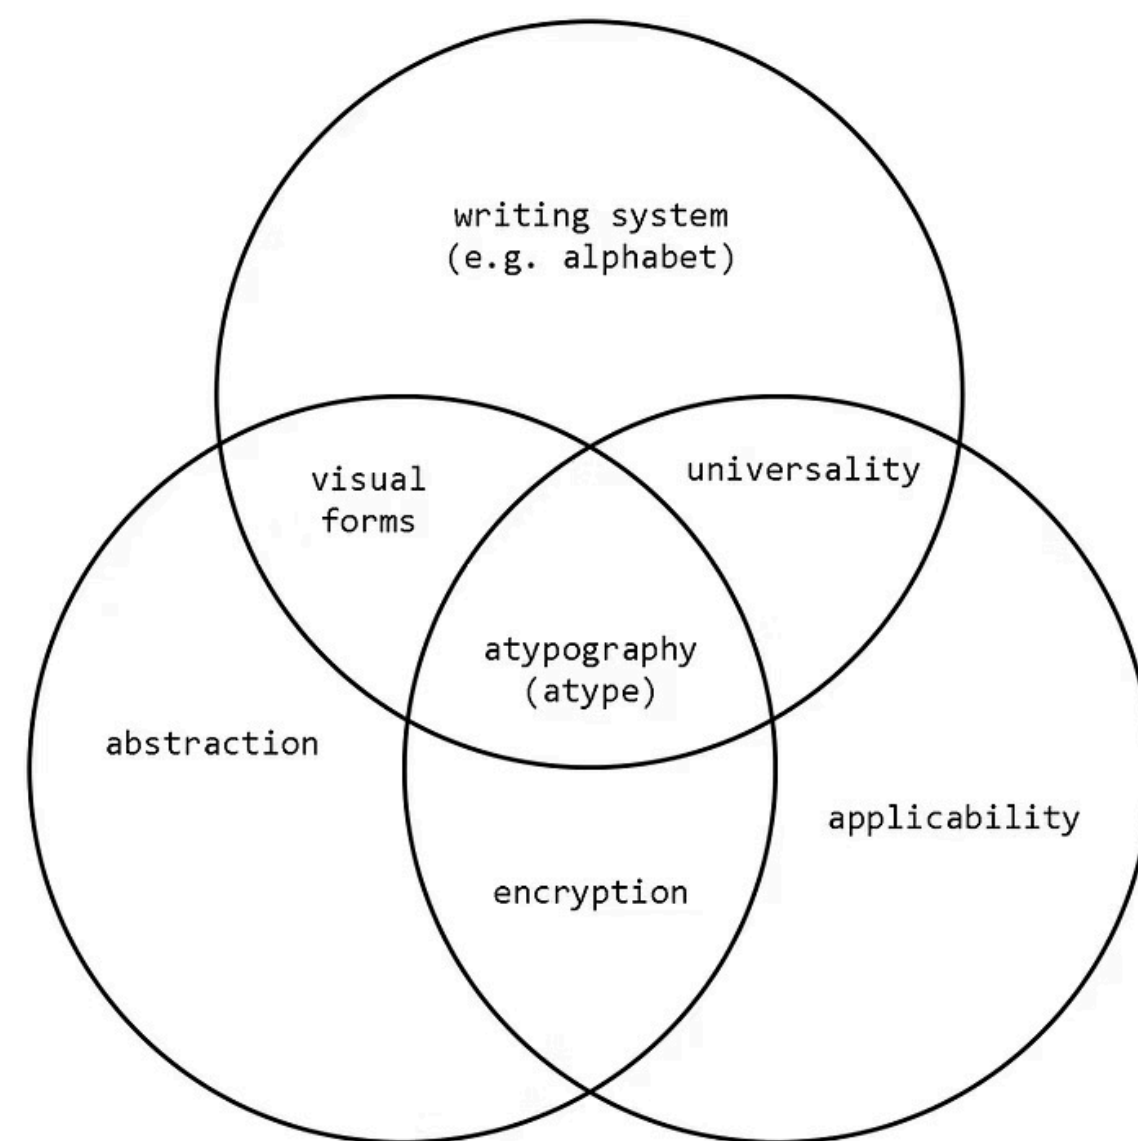 writing system
(e.g. alphabet)
visual
forms
universality
atypography
(atype)
abstraction
applicability
encryption